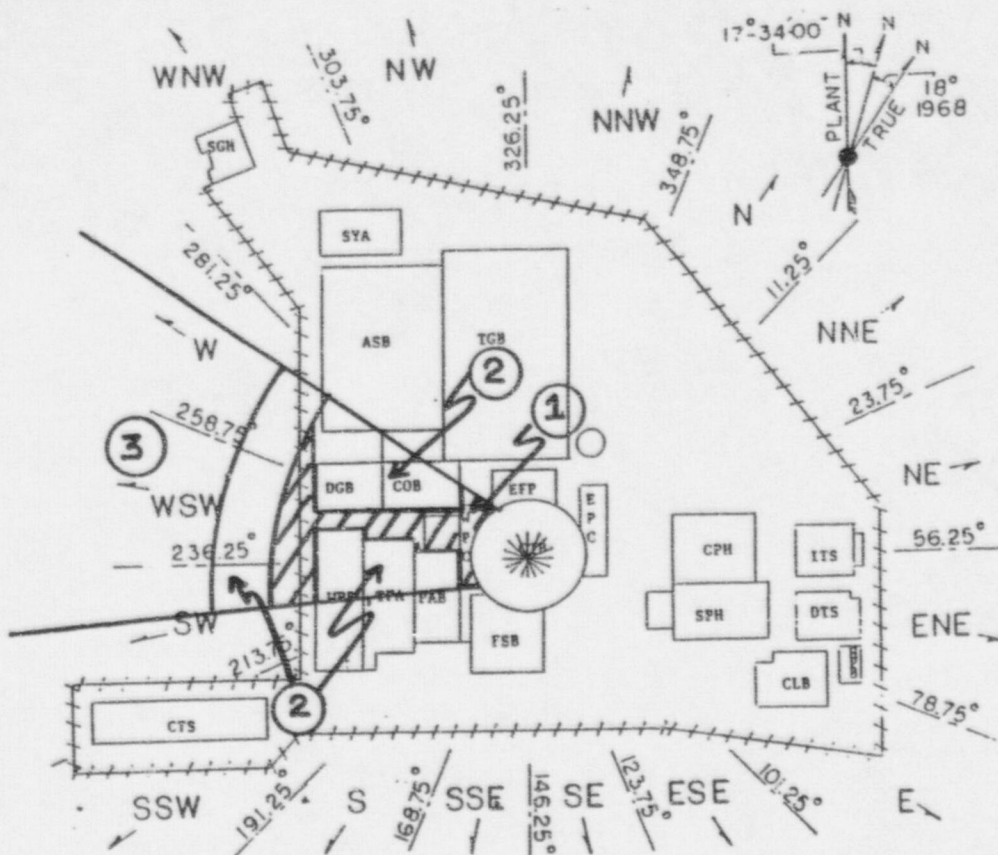 17°-34'00"
N
N
N
PLANT
TRUE
18°
1968
WNW
303.75°
NW
326.25°
NNW
348.75°
N
11.25°
NNE
23.75°
NE
56.25°
ENE
78.75°
E
101.25°
ESE
123.75°
SE
146.25°
SSE
168.75°
S
191.25°
SSW
213.75°
SW
236.25°
WSW
258.75°
W
281.25°
SGH
SYA
ASB
TGB
2
1
3
DGB
COB
EFP
EPC
TFA
FAB
FSB
CPH
SPH
ITS
DTS
CLB
2
CTS